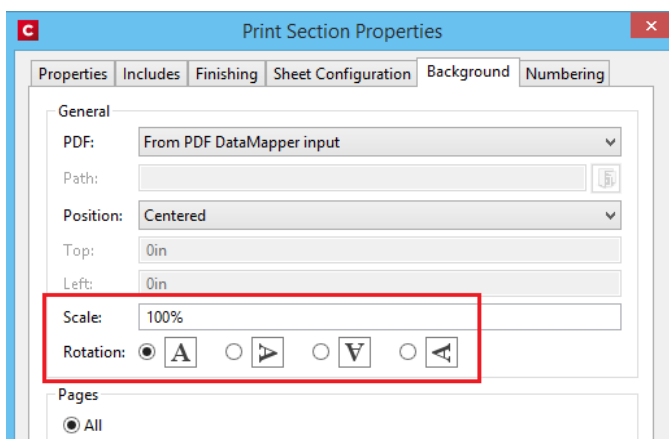 C Print Section Properties ×
Properties Includes Finishing Sheet Configuration Background Numbering
General
PDF: From PDF DataMapper input
Path:
Position: Centered
Top: 0in
Left: 0in
Scale: 100%
Rotation: A A A A
Pages
All